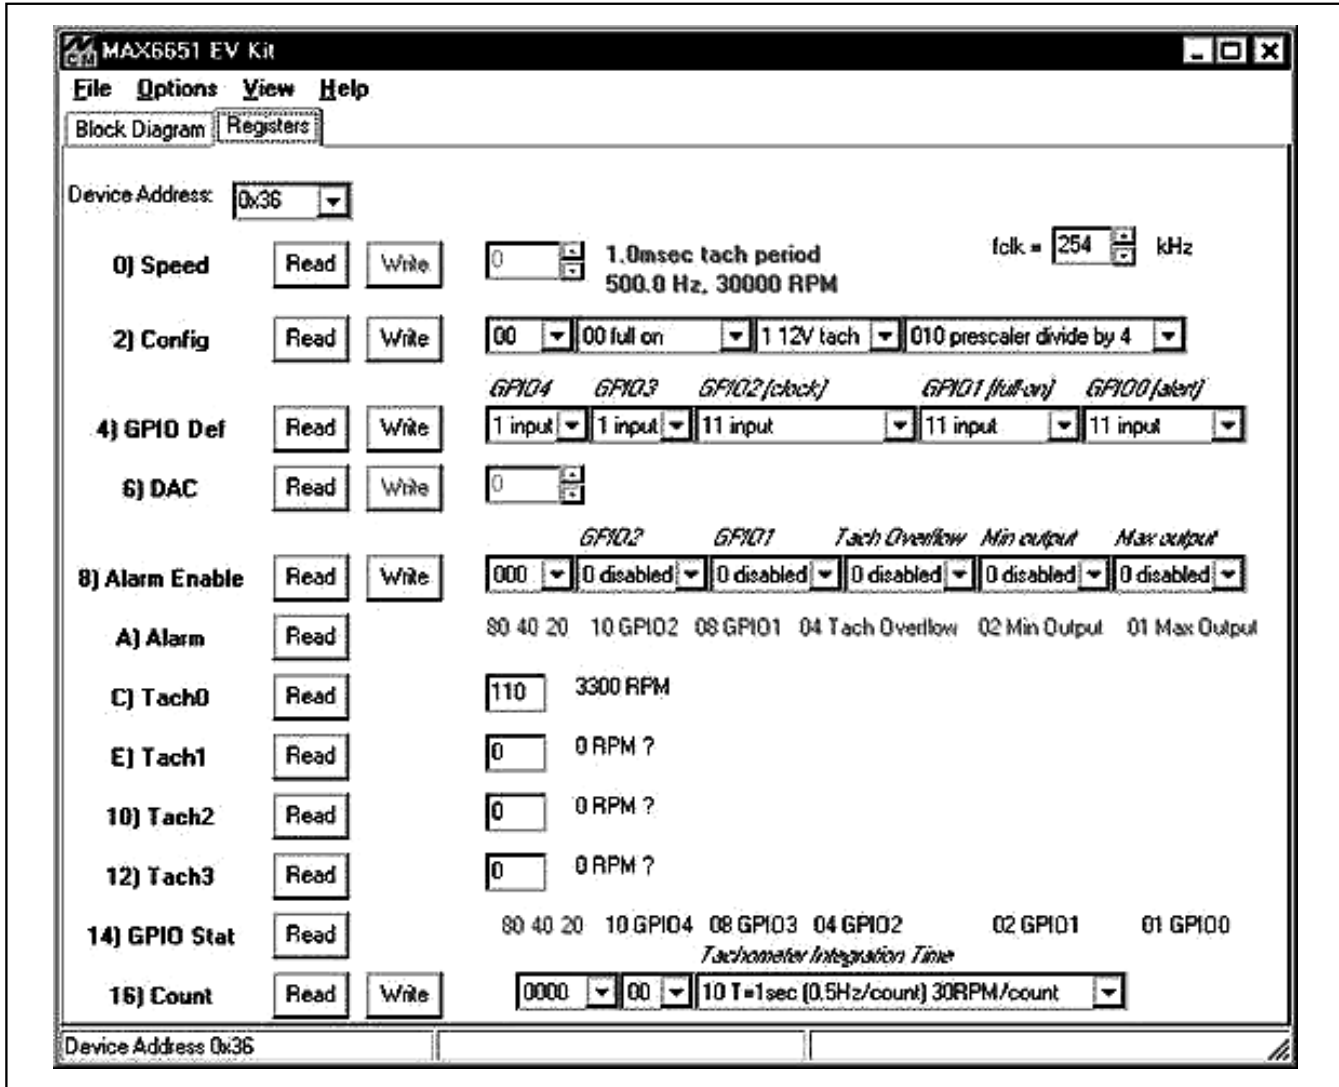 MAX6651 EV Kit
File Options View Help
Block Diagram Registers
Device Address: 0x36
fclk = 254 kHz
0) Speed Read Write 0 1.0msec tach period
500.0 Hz, 30000 RPM
2) Config Read Write 00 00 full on 1 12V tach 010 prescaler divide by 4
GPIO4 GPIO3 GPIO2 (clock) GPIO1 (full-on) GPIO0 (alert)
4) GPIO Def Read Write 1 input 1 input 11 input 11 input 11 input
6) DAC Read Write 0
GPIO2 GPIO1 Tach Overflow Min output Max output
8) Alarm Enable Read Write 000 0 disabled 0 disabled 0 disabled 0 disabled 0 disabled
A) Alarm Read 80 40 20 10 GPIO2 08 GPIO1 04 Tach Overflow 02 Min Output 01 Max Output
C) Tach0 Read 110 3300 RPM
E) Tach1 Read 0 0 RPM ?
10) Tach2 Read 0 0 RPM ?
12) Tach3 Read 0 0 RPM ?
14) GPIO Stat Read 80 40 20 10 GPIO4 08 GPIO3 04 GPIO2 02 GPIO1 01 GPIO0
Tachometer Integration Time
16) Count Read Write 0000 00 10 T=1sec (0.5Hz/count) 30RPM/count
Device Address 0x36